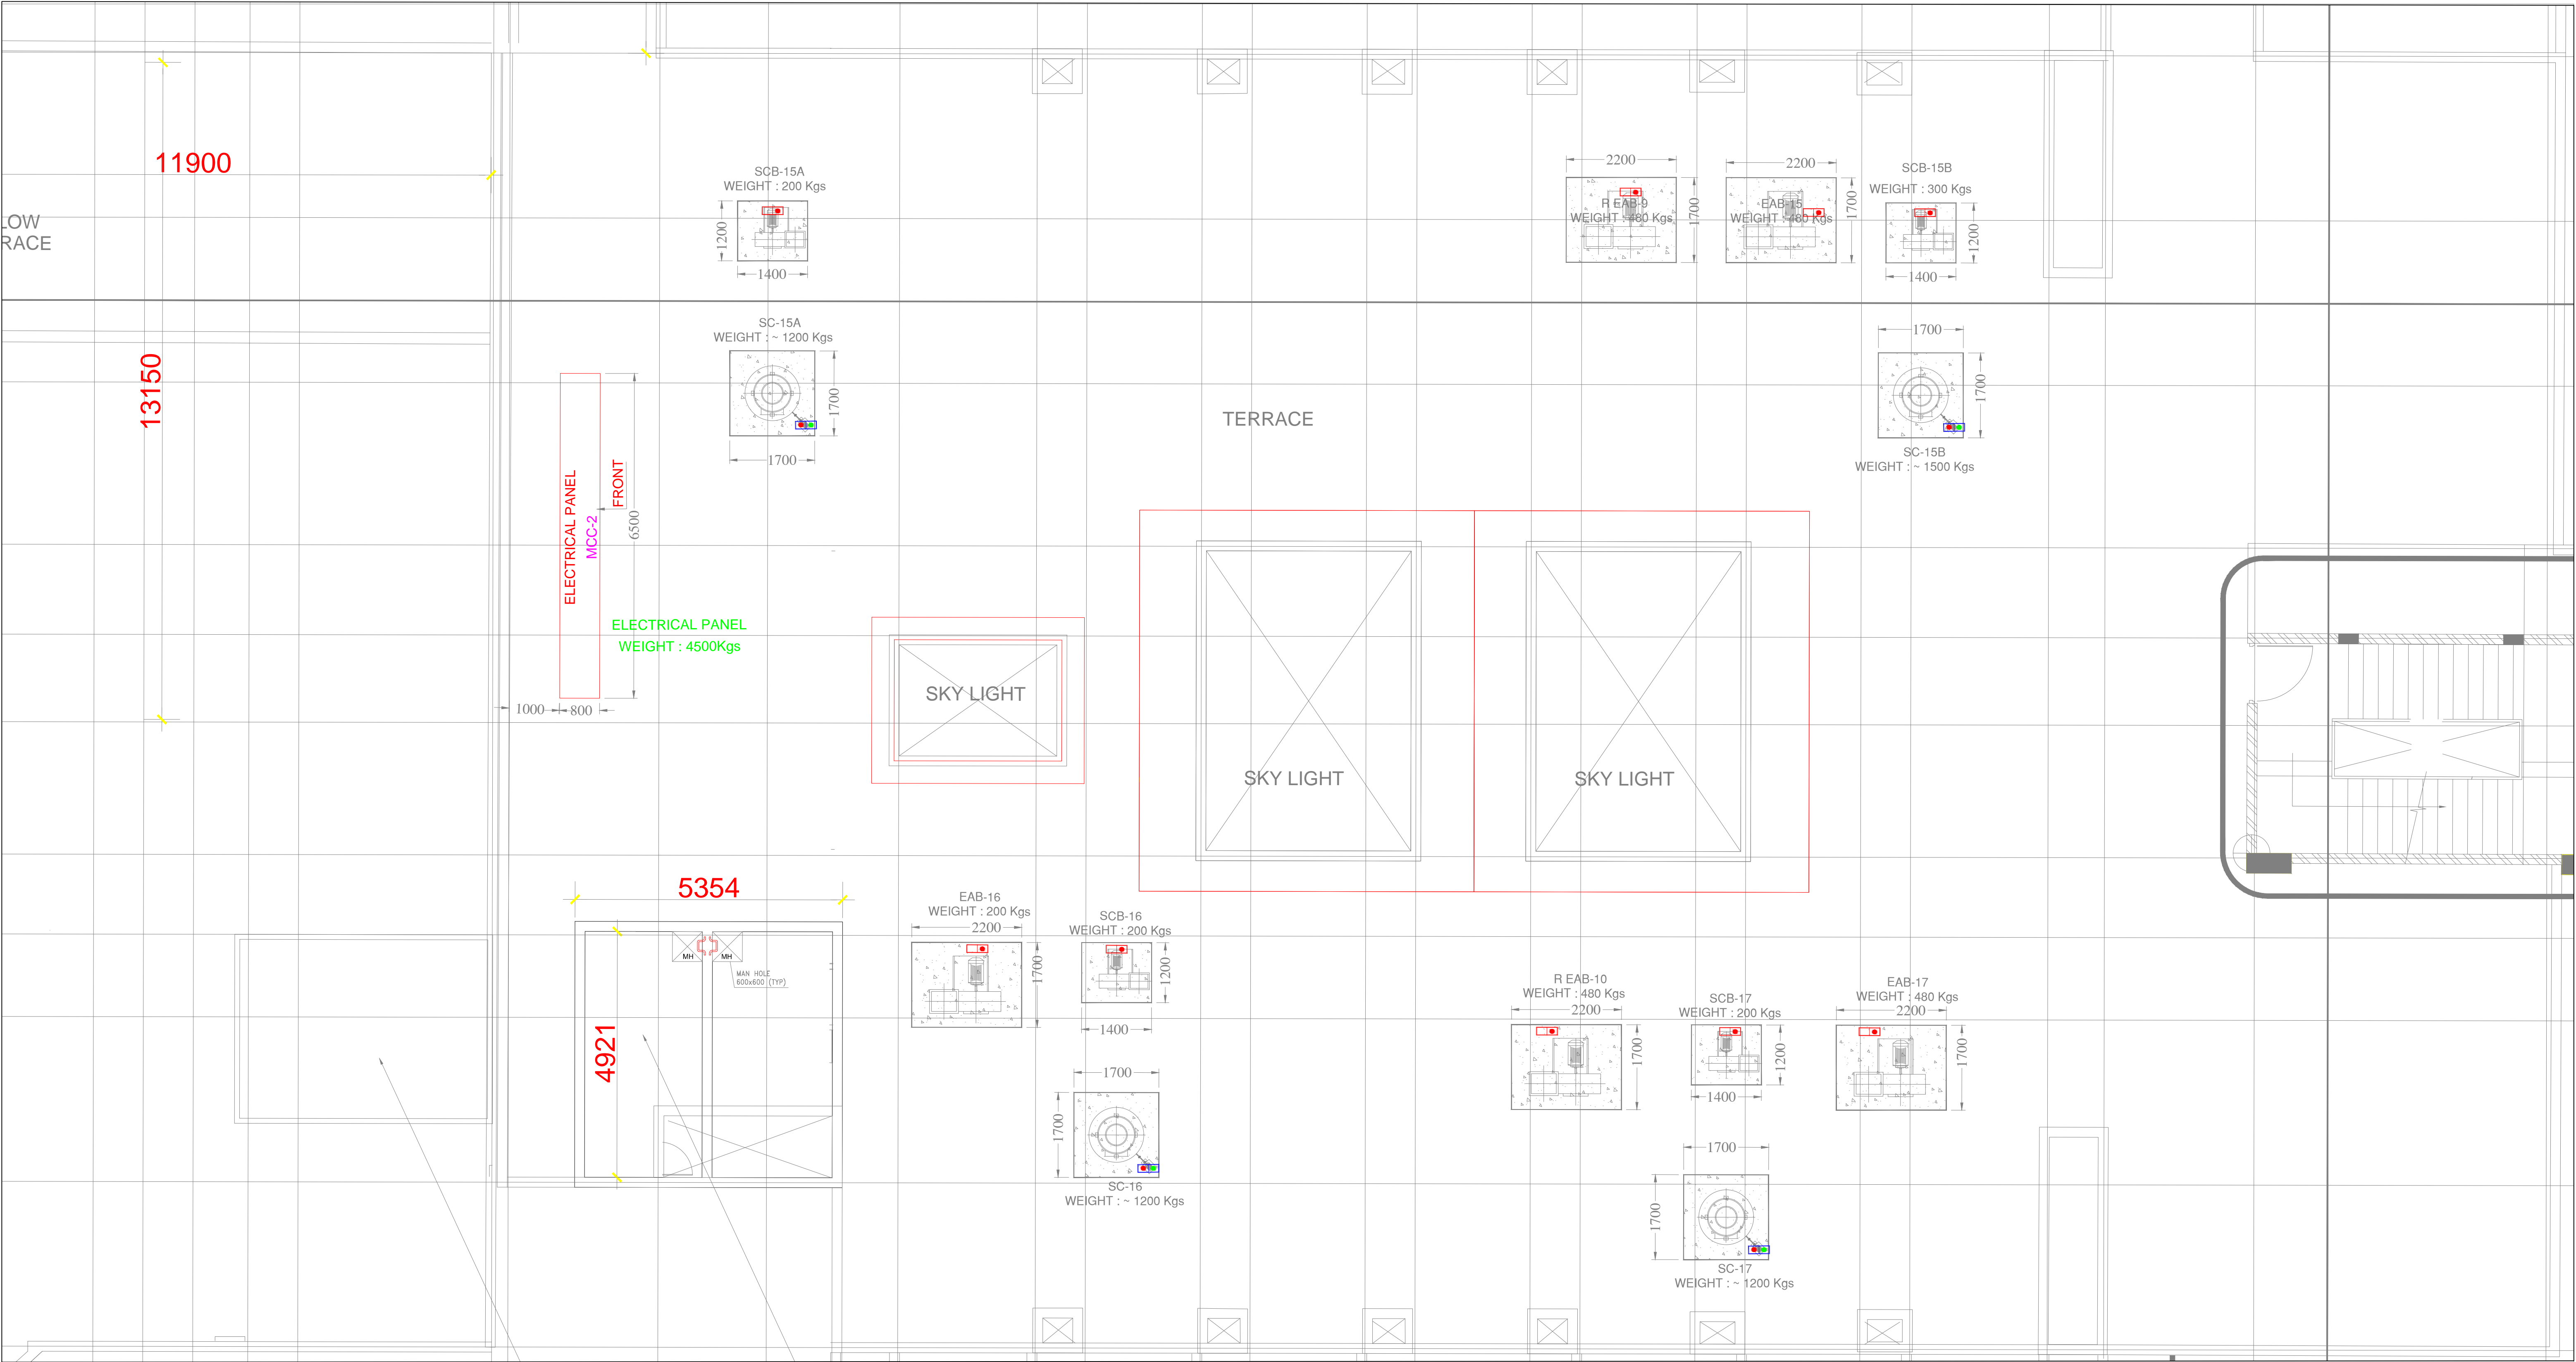 11900
LOW
RACE
13150
SCB-15A
WEIGHT : 200 Kgs
1200
1400
2200
R EAB-9
WEIGHT : 480 Kgs
1700
2200
EAB-15
WEIGHT : 480 Kgs
1700
SCB-15B
WEIGHT : 300 Kgs
1200
1400
SC-15A
WEIGHT : ~ 1200 Kgs
1700
1700
TERRACE
1700
1700
SC-15B
WEIGHT : ~ 1500 Kgs
ELECTRICAL PANEL
MCC-2
FRONT
6500
ELECTRICAL PANEL
WEIGHT : 4500Kgs
1000
800
SKY LIGHT
SKY LIGHT
SKY LIGHT
5354
4921
MH
MH
MAN HOLE
600x600 (TYP)
EAB-16
WEIGHT : 200 Kgs
2200
1700
SCB-16
WEIGHT : 200 Kgs
1200
1400
1700
1700
SC-16
WEIGHT : ~ 1200 Kgs
R EAB-10
WEIGHT : 480 Kgs
2200
1700
SCB-17
WEIGHT : 200 Kgs
1200
1400
EAB-17
WEIGHT : 480 Kgs
2200
1700
1700
1700
SC-17
WEIGHT : ~ 1200 Kgs